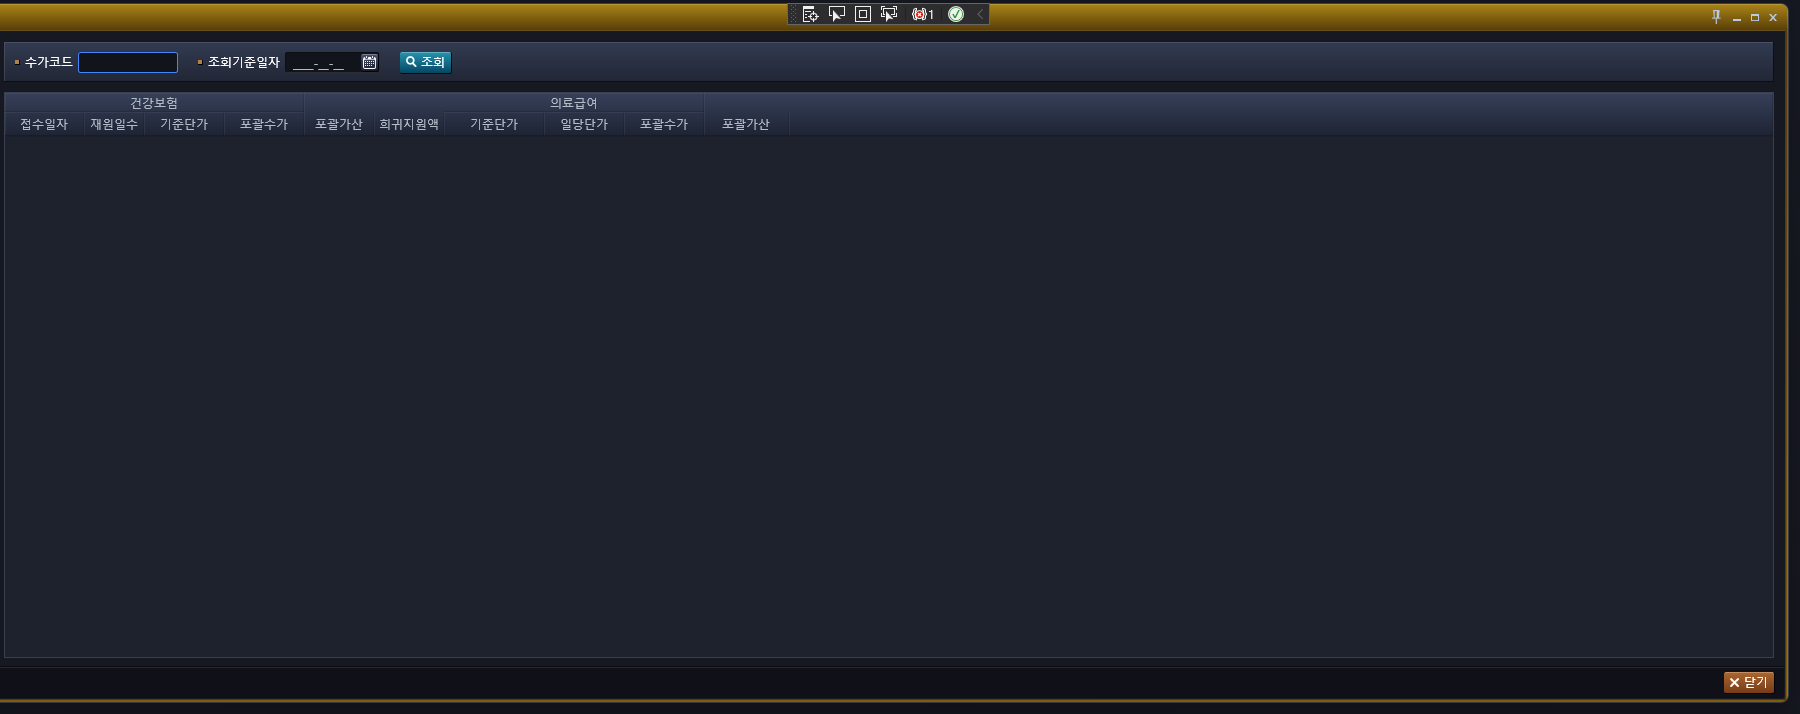 1
수가코드 조회기준일자 ____-__-__ 조회
건강보험 의료급여
접수일자 재원일수 기준단가 포괄수가 포괄가산 희귀지원액 기준단가 일당단가 포괄수가 포괄가산
닫기